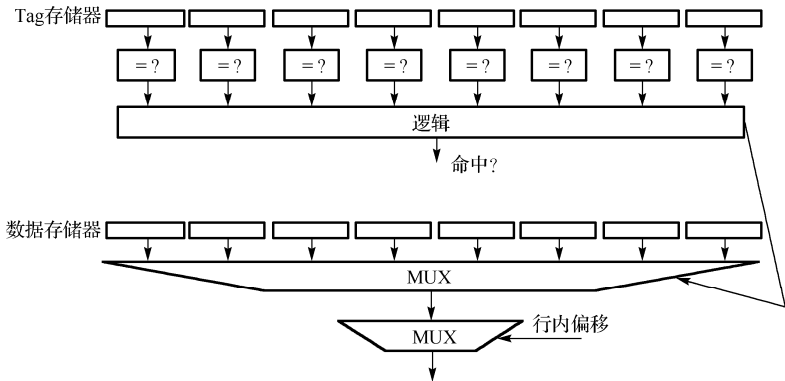 Tag存储器
=? =? =? =? =? =? =? =?
逻辑
命中?
数据存储器
MUX
行内偏移
MUX